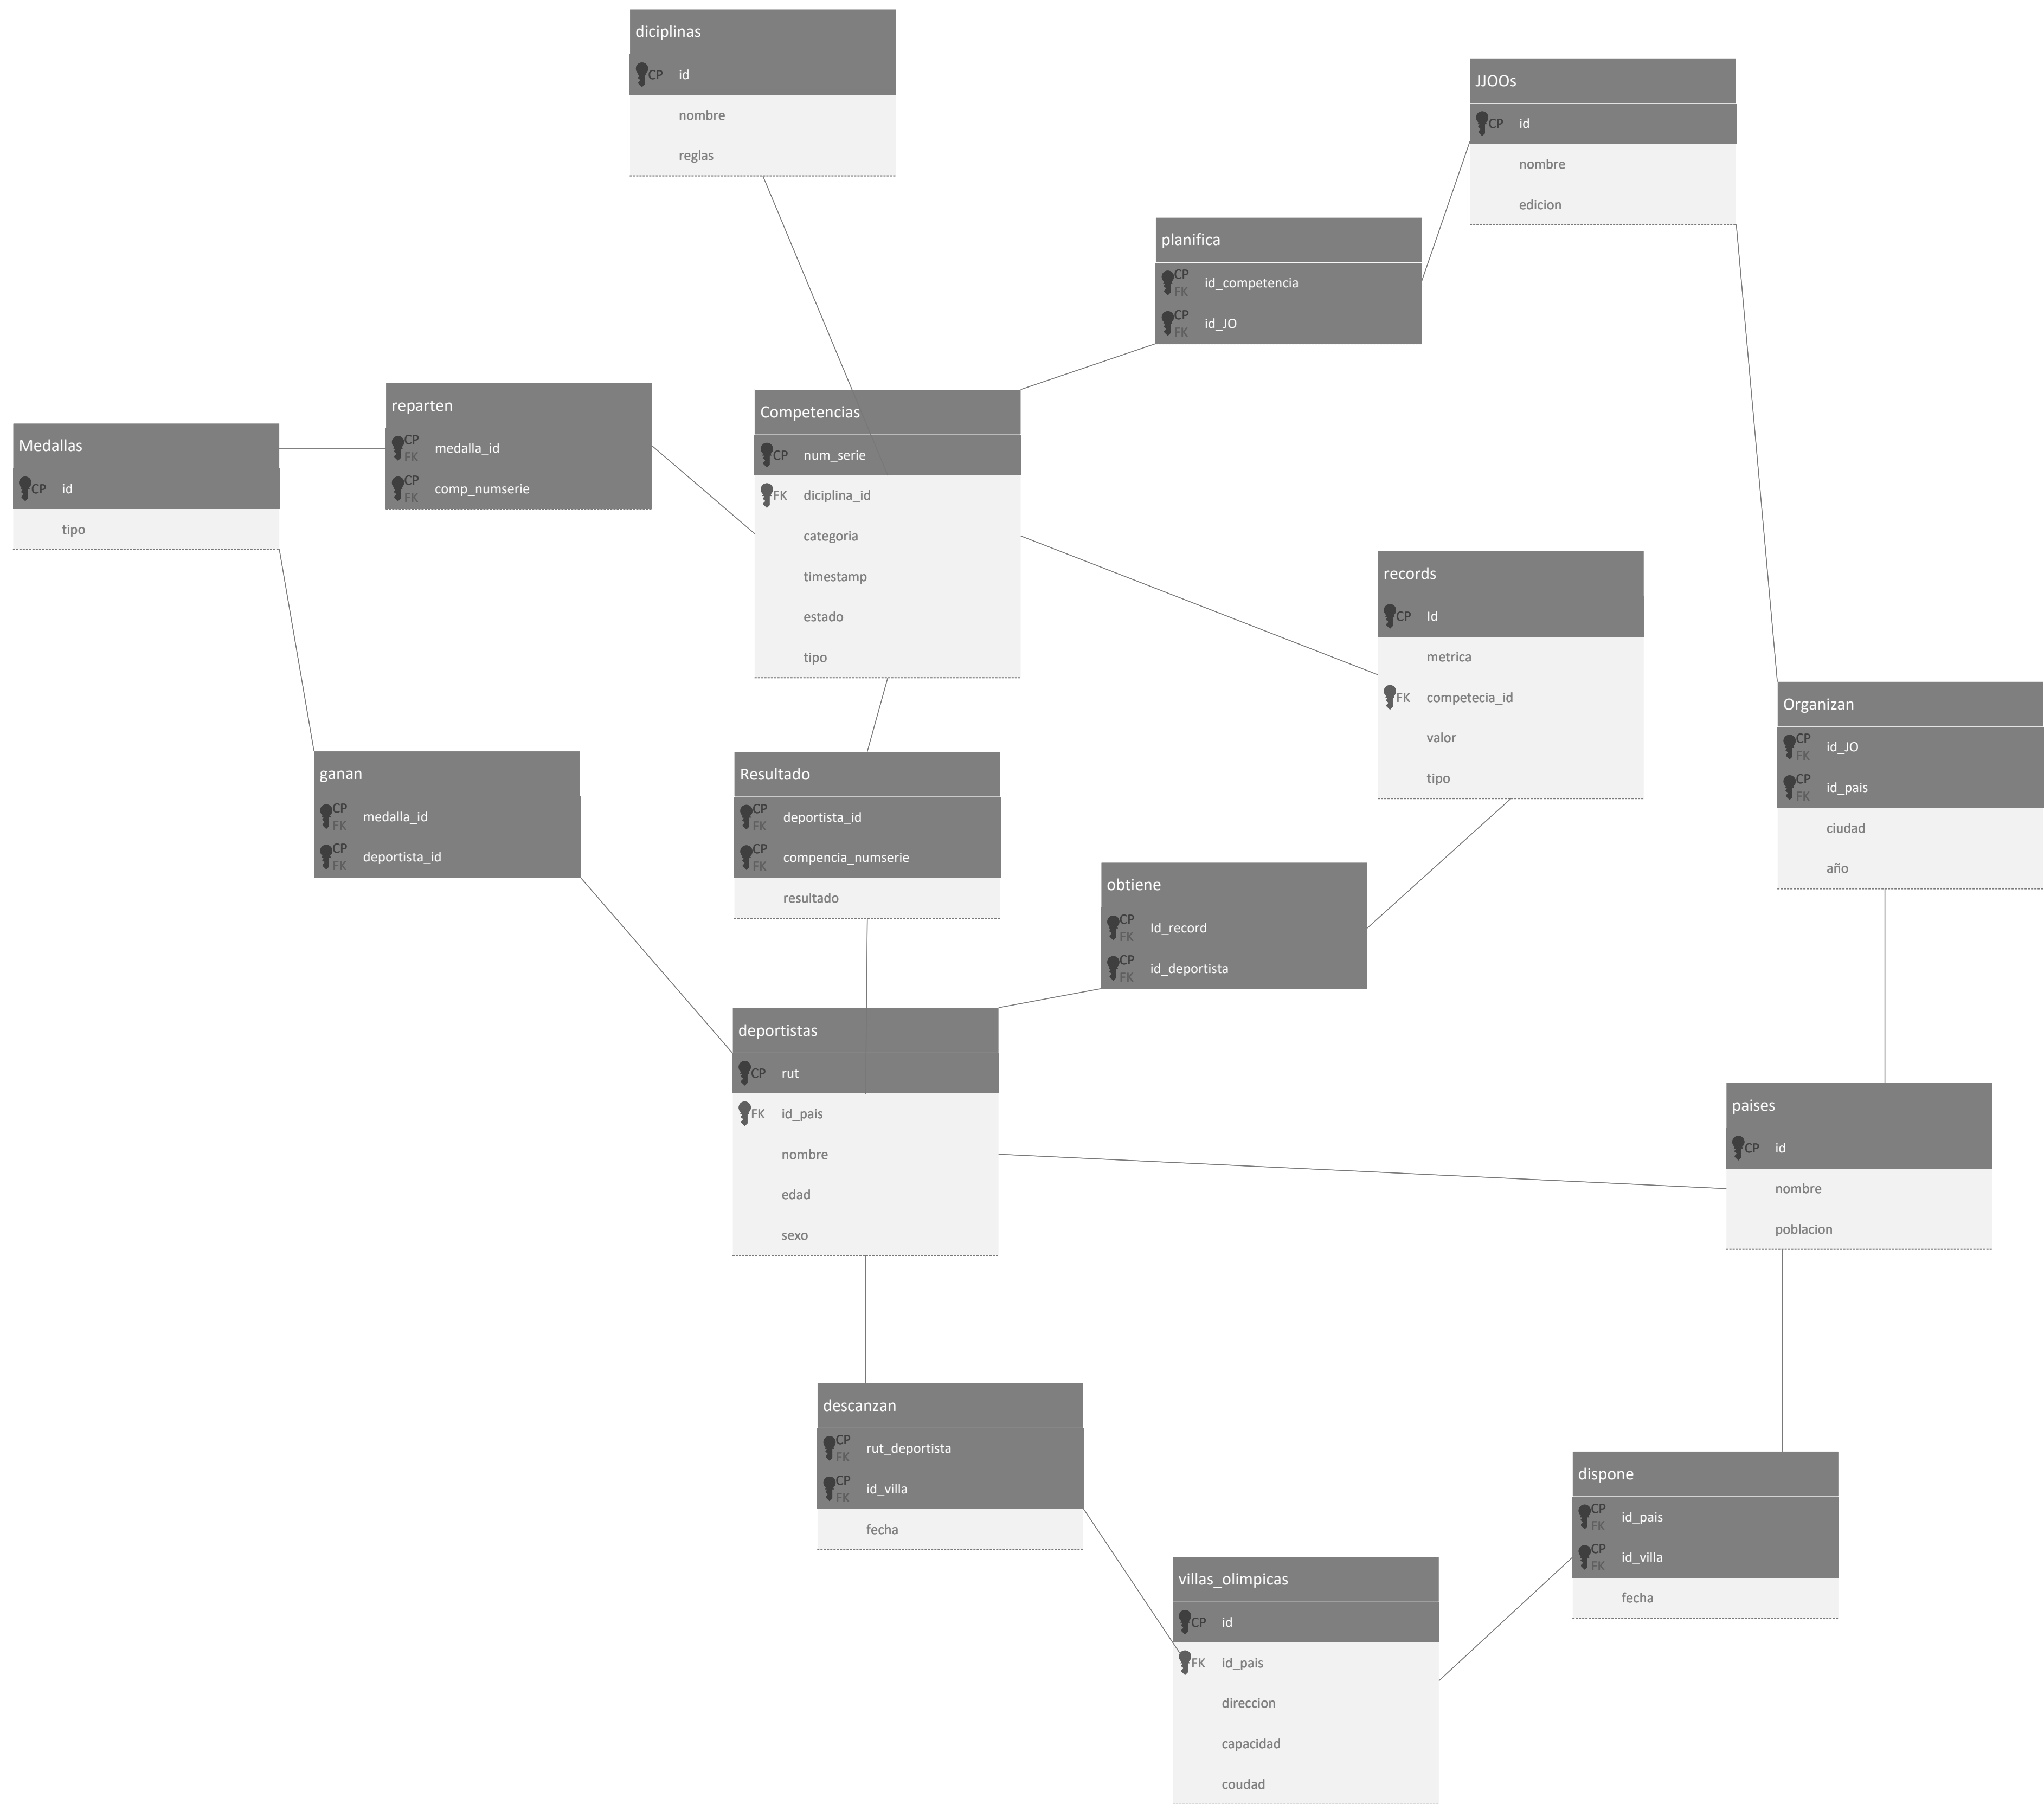 diciplinas
CP id
nombre
reglas
JJOOs
CP id
nombre
edicion
planifica
CP FK id_competencia
CP FK id_JO
reparten
CP FK medalla_id
CP FK comp_numserie
Competencias
CP num_serie
FK diciplina_id
categoria
timestamp
estado
tipo
Medallas
CP id
tipo
records
CP Id
metrica
FK competecia_id
valor
tipo
Organizan
CP FK id_JO
CP FK id_pais
ciudad
año
ganan
CP FK medalla_id
CP FK deportista_id
Resultado
CP FK deportista_id
CP FK compencia_numserie
resultado
obtiene
CP FK Id_record
CP FK id_deportista
deportistas
CP rut
FK id_pais
nombre
edad
sexo
paises
CP id
nombre
poblacion
descanzan
CP FK rut_deportista
CP FK id_villa
fecha
dispone
CP FK id_pais
CP FK id_villa
fecha
villas_olimpicas
CP id
FK id_pais
direccion
capacidad
coudad